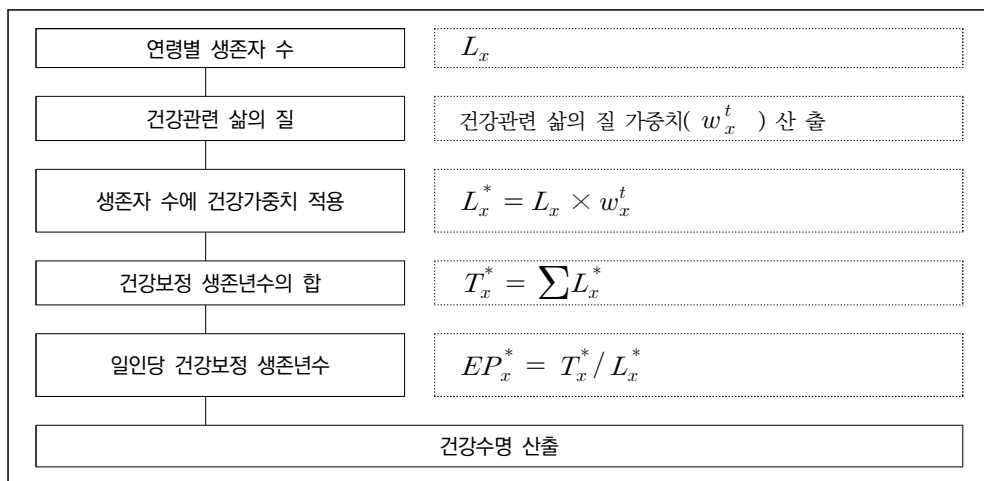 연령별 생존자 수
L_x
건강관련 삶의 질
건강관련 삶의 질 가중치( w_x^t ) 산 출
생존자 수에 건강가중치 적용
L_x^* = L_x × w_x^t
건강보정 생존년수의 합
T_x^* = ∑L_x^*
일인당 건강보정 생존년수
EP_x^* = T_x^* / L_x^*
건강수명 산출